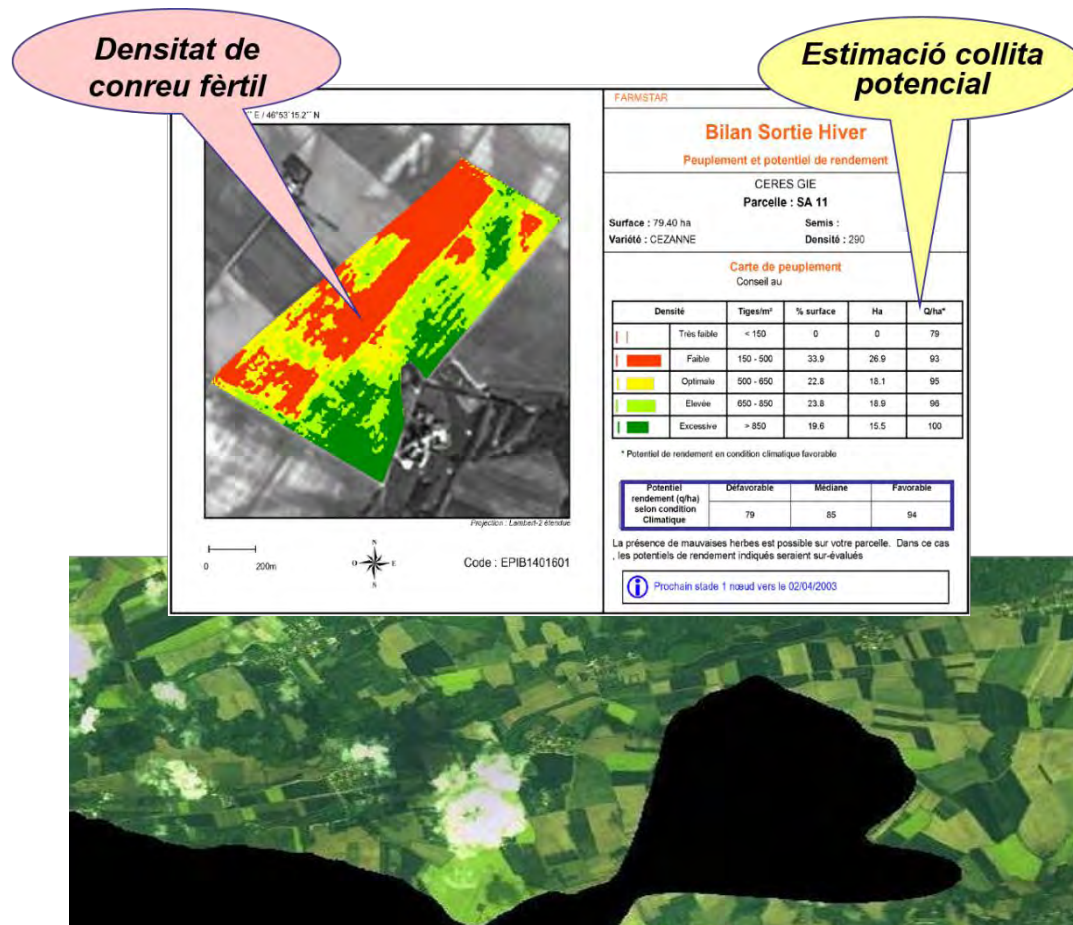 Densitat de
conreu fèrtil
Estimació collita
potencial
E / 46°53´15.2´´ N
Projection : Lambert-2 étendue
0 200m
N
O E
S
Code : EPIB1401601
FARMSTAR
Bilan Sortie Hiver
Peuplement et potentiel de rendement
CERES GIE
Parcelle : SA 11
Surface : 79.40 ha Semis :
Variété : CEZANNE Densité : 290
Carte de peuplement
Conseil au
Densité Tiges/m² % surface Ha Q/ha*
Très faible < 150 0 0 79
Faible 150 - 500 33.9 26.9 93
Optimale 500 - 650 22.8 18.1 95
Elevée 650 - 850 23.8 18.9 96
Excessive > 850 19.6 15.5 100
* Potentiel de rendement en condition climatique favorable
Potentiel
rendement (q/ha)
selon condition
Climatique
Défavorable Médiane Favorable
79 85 94
La présence de mauvaises herbes est possible sur votre parcelle. Dans ce cas
, les potentiels de rendement indiqués seraient sur-évalués
i Prochain stade 1 nœud vers le 02/04/2003